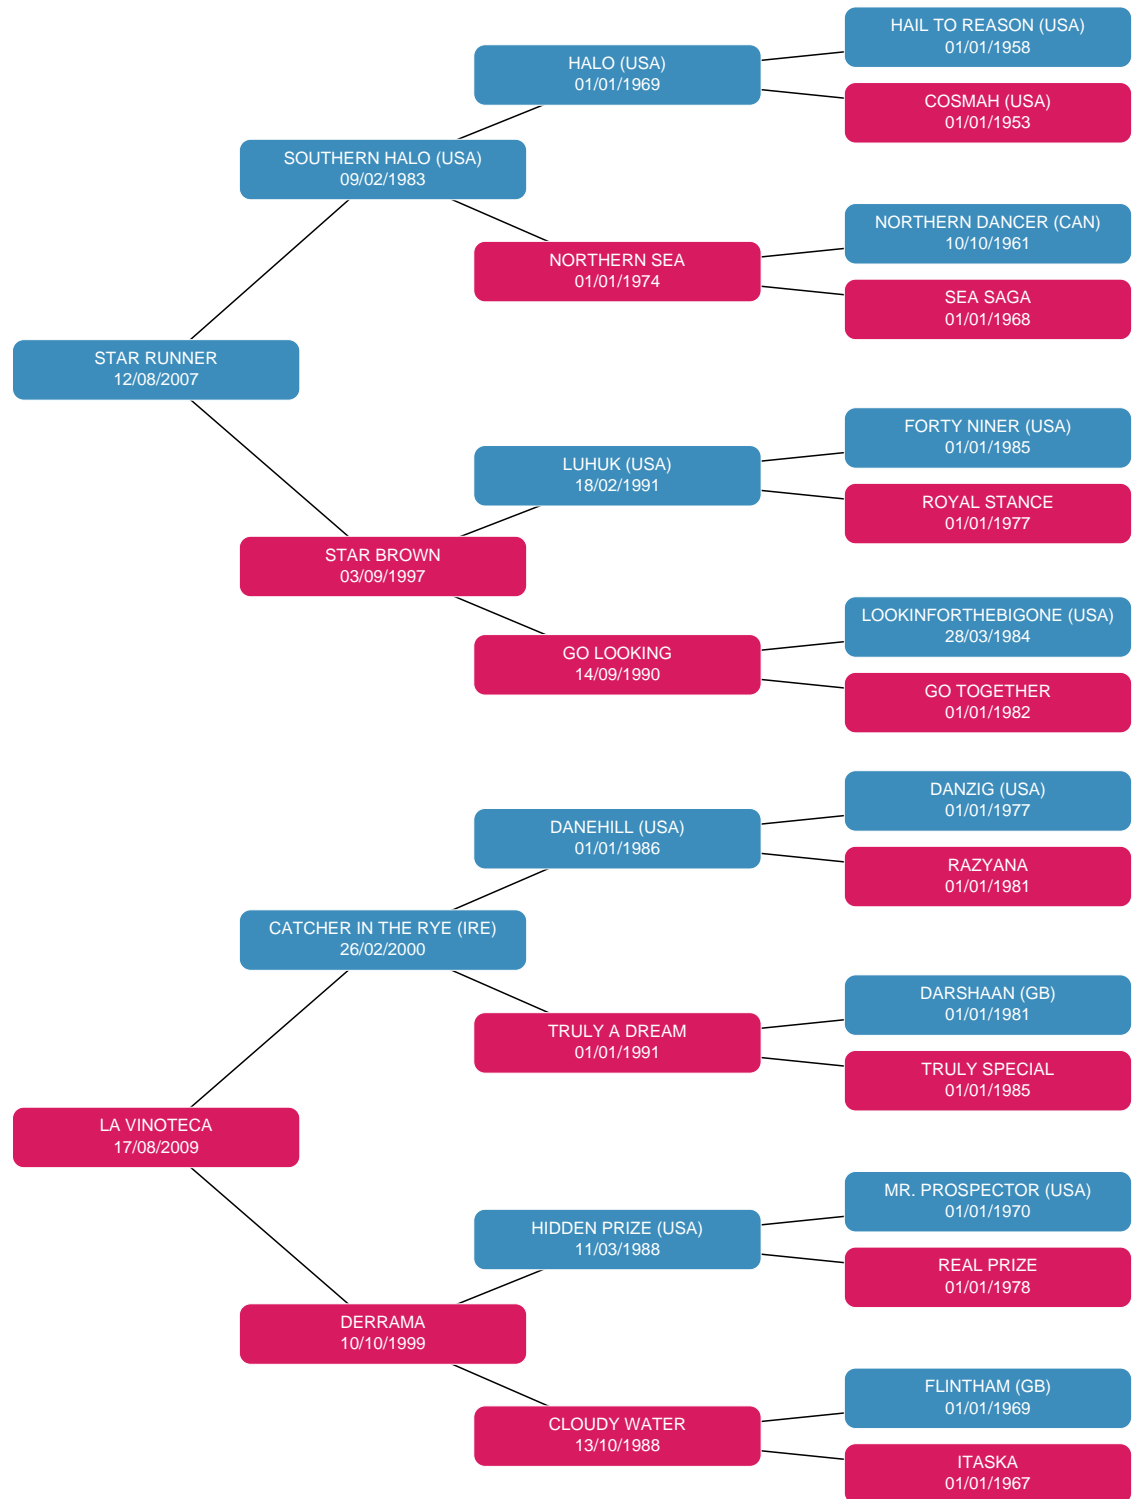 HAIL TO REASON (USA)
01/01/1958
HALO (USA)
01/01/1969
COSMAH (USA)
01/01/1953
SOUTHERN HALO (USA)
09/02/1983
NORTHERN DANCER (CAN)
10/10/1961
NORTHERN SEA
01/01/1974
SEA SAGA
01/01/1968
STAR RUNNER
12/08/2007
FORTY NINER (USA)
01/01/1985
LUHUK (USA)
18/02/1991
ROYAL STANCE
01/01/1977
STAR BROWN
03/09/1997
LOOKINFORTHEBIGONE (USA)
28/03/1984
GO LOOKING
14/09/1990
GO TOGETHER
01/01/1982
DANZIG (USA)
01/01/1977
DANEHILL (USA)
01/01/1986
RAZYANA
01/01/1981
CATCHER IN THE RYE (IRE)
26/02/2000
DARSHAAN (GB)
01/01/1981
TRULY A DREAM
01/01/1991
TRULY SPECIAL
01/01/1985
LA VINOTECA
17/08/2009
MR. PROSPECTOR (USA)
01/01/1970
HIDDEN PRIZE (USA)
11/03/1988
REAL PRIZE
01/01/1978
DERRAMA
10/10/1999
FLINTHAM (GB)
01/01/1969
CLOUDY WATER
13/10/1988
ITASKA
01/01/1967